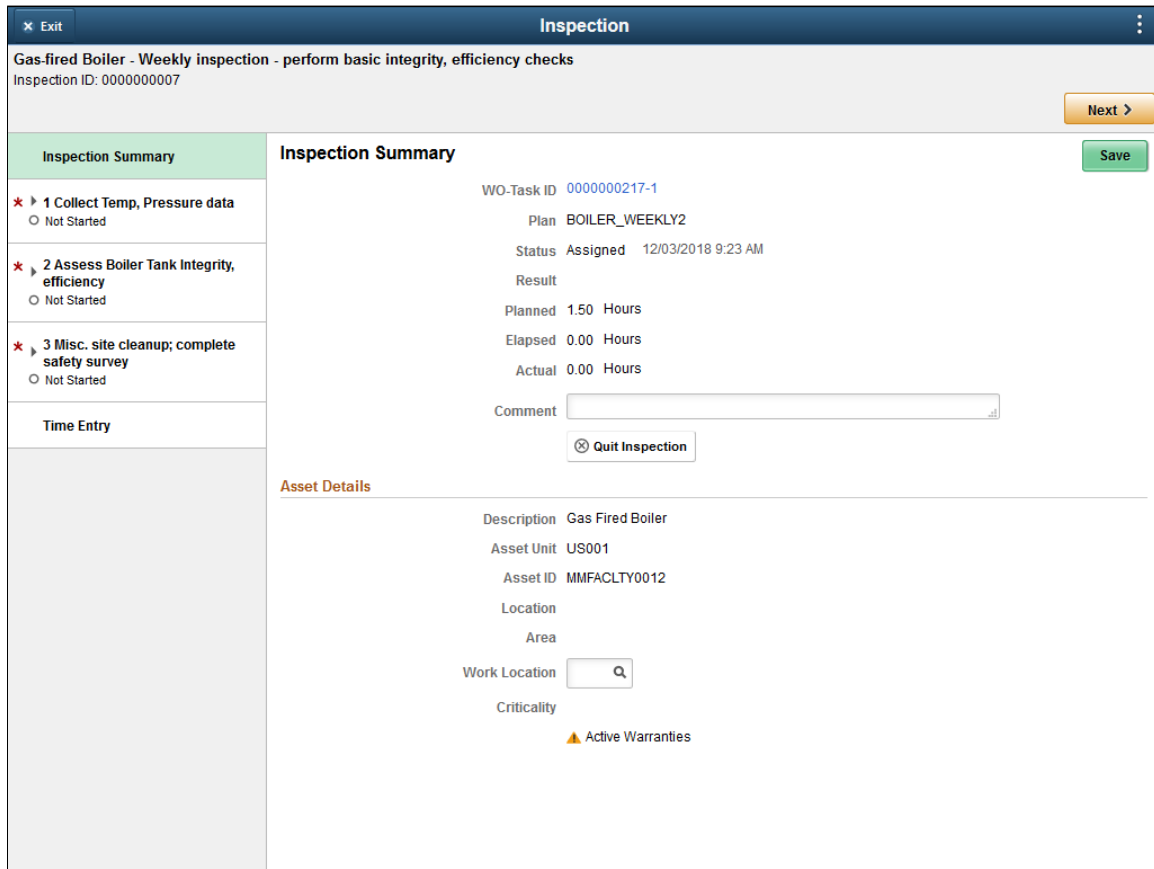 Exit
Inspection
Gas-fired Boiler - Weekly inspection - perform basic integrity, efficiency checks
Inspection ID: 0000000007
Next
Inspection Summary
* 1 Collect Temp, Pressure data
Not Started
* 2 Assess Boiler Tank Integrity,
efficiency
Not Started
* 3 Misc. site cleanup; complete
safety survey
Not Started
Time Entry
Inspection Summary
Save
WO-Task ID 0000000217-1
Plan BOILER_WEEKLY2
Status Assigned 12/03/2018 9:23 AM
Result
Planned 1.50 Hours
Elapsed 0.00 Hours
Actual 0.00 Hours
Comment
Quit Inspection
Asset Details
Description Gas Fired Boiler
Asset Unit US001
Asset ID MMFACLTY0012
Location
Area
Work Location
Criticality
Active Warranties